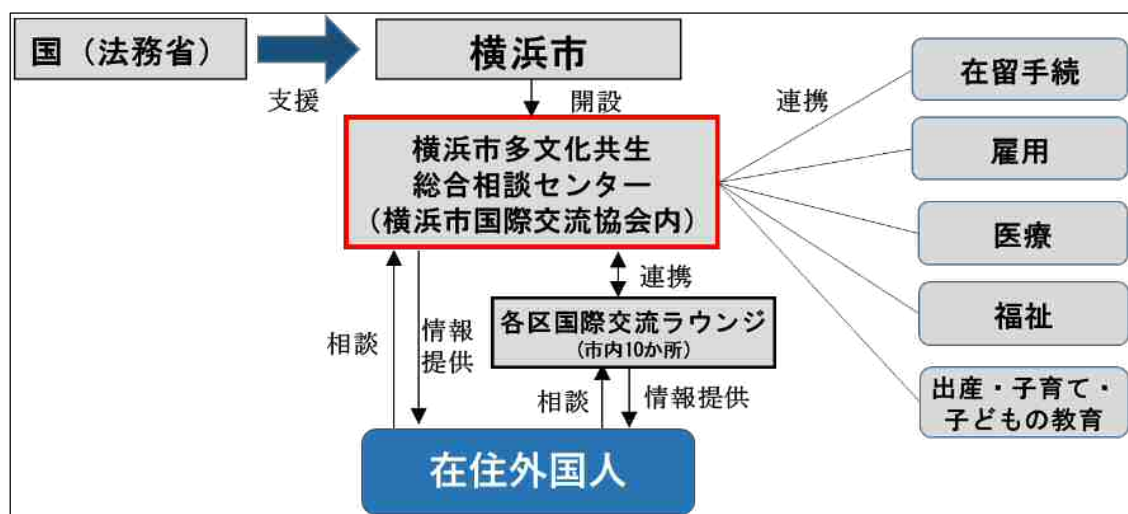 国（法務省）
支援
横浜市
開設
連携
横浜市多文化共生
総合相談センター
（横浜市国際交流協会内）
在留手続
雇用
医療
福祉
出産・子育て・
子どもの教育
連携
各区国際交流ラウンジ
（市内10か所）
相談
情報
提供
相談
情報提供
在住外国人